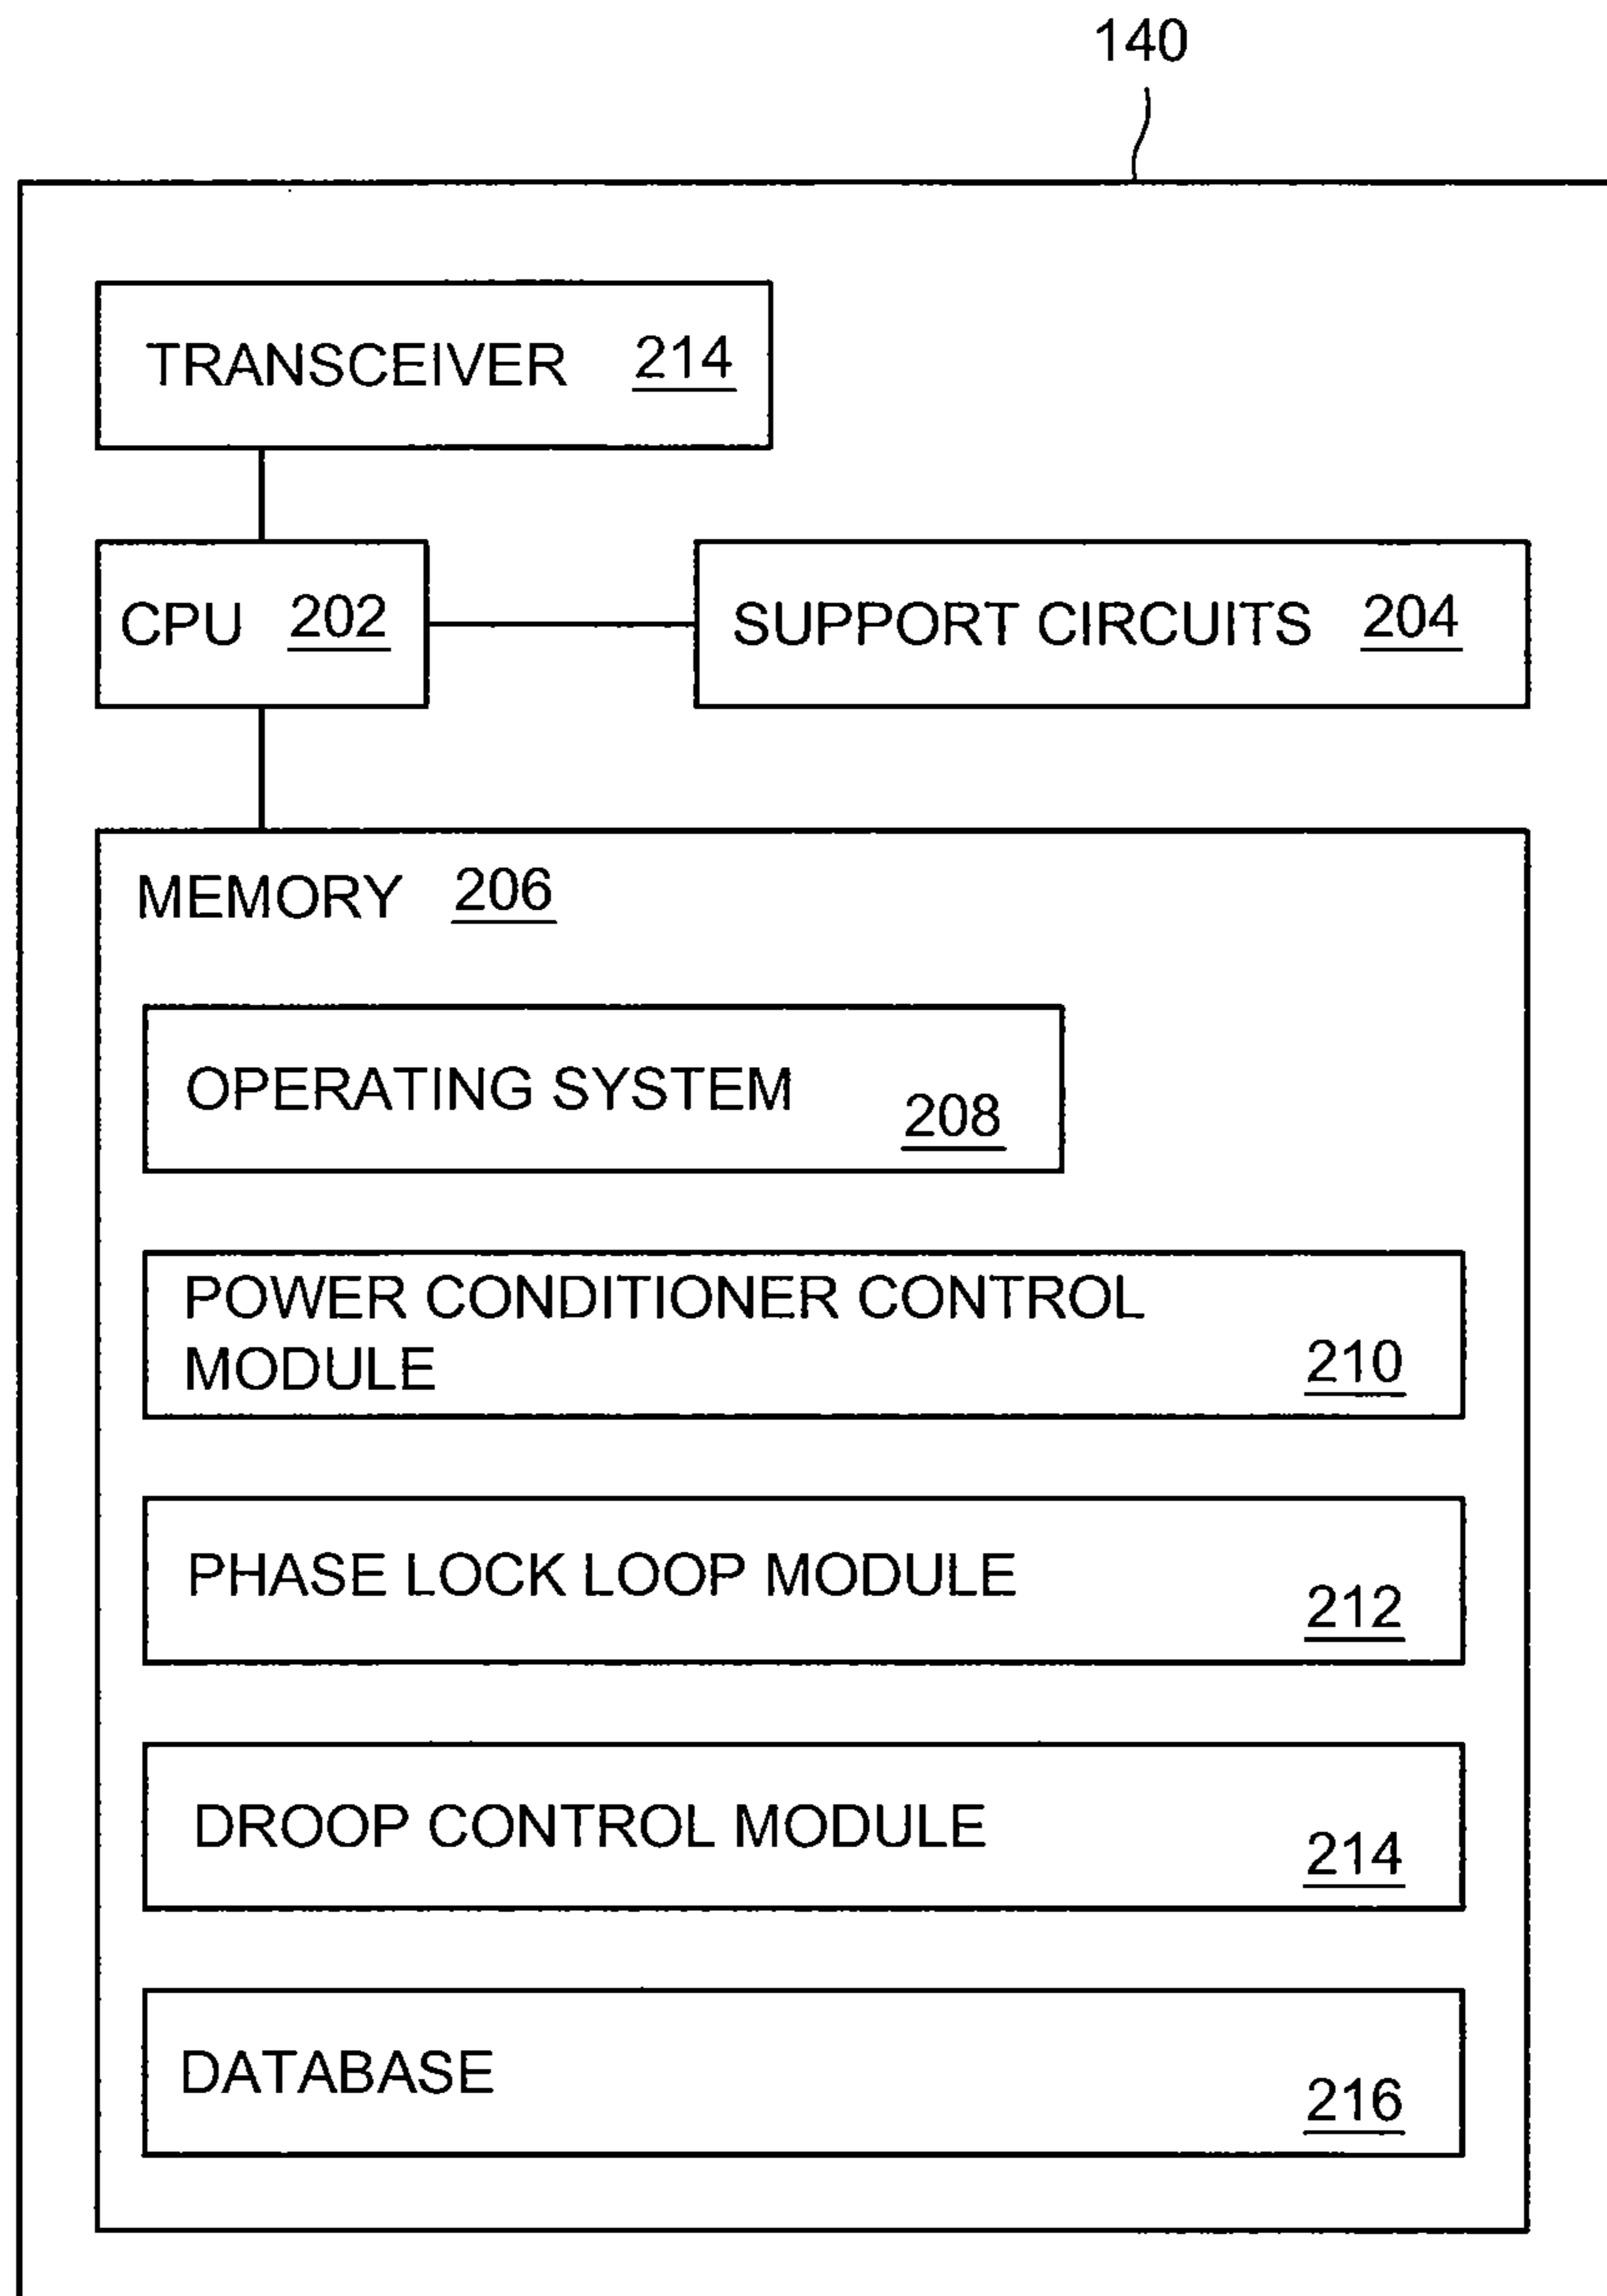 140
TRANSCEIVER 214
CPU 202
SUPPORT CIRCUITS 204
MEMORY 206
OPERATING SYSTEM 208
POWER CONDITIONER CONTROL
MODULE 210
PHASE LOCK LOOP MODULE 212
DROOP CONTROL MODULE 214
DATABASE 216